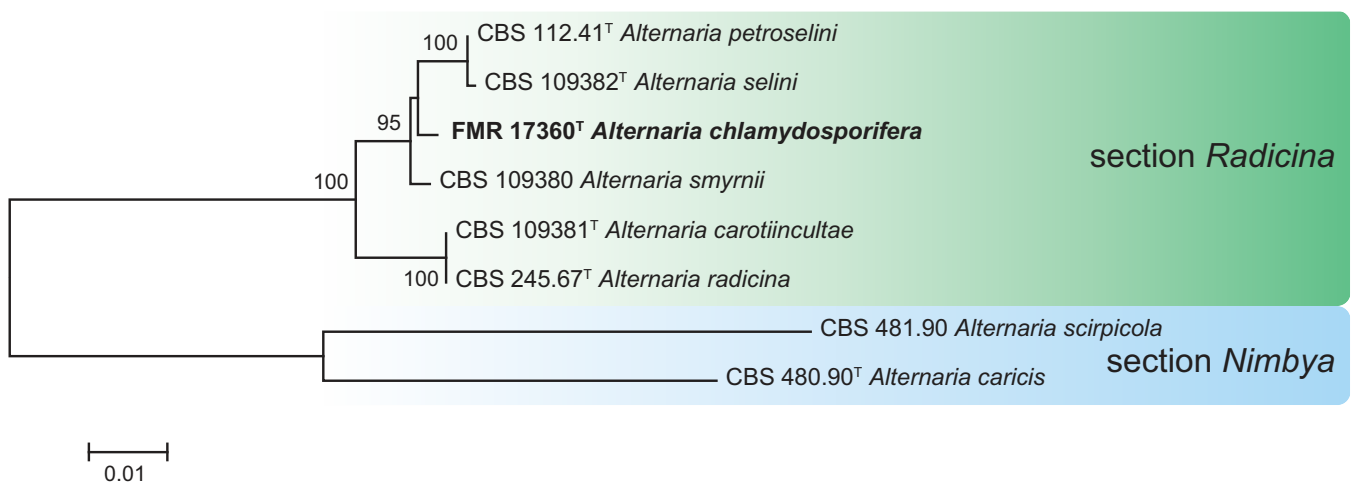 100
CBS 112.41ᵀ Alternaria petroselini
CBS 109382ᵀ Alternaria selini
95
FMR 17360ᵀ Alternaria chlamydosporifera
section Radicina
100
CBS 109380 Alternaria smyrnii
CBS 109381ᵀ Alternaria carotiincultae
100
CBS 245.67ᵀ Alternaria radicina
CBS 481.90 Alternaria scirpicola
section Nimbya
CBS 480.90ᵀ Alternaria caricis
0.01